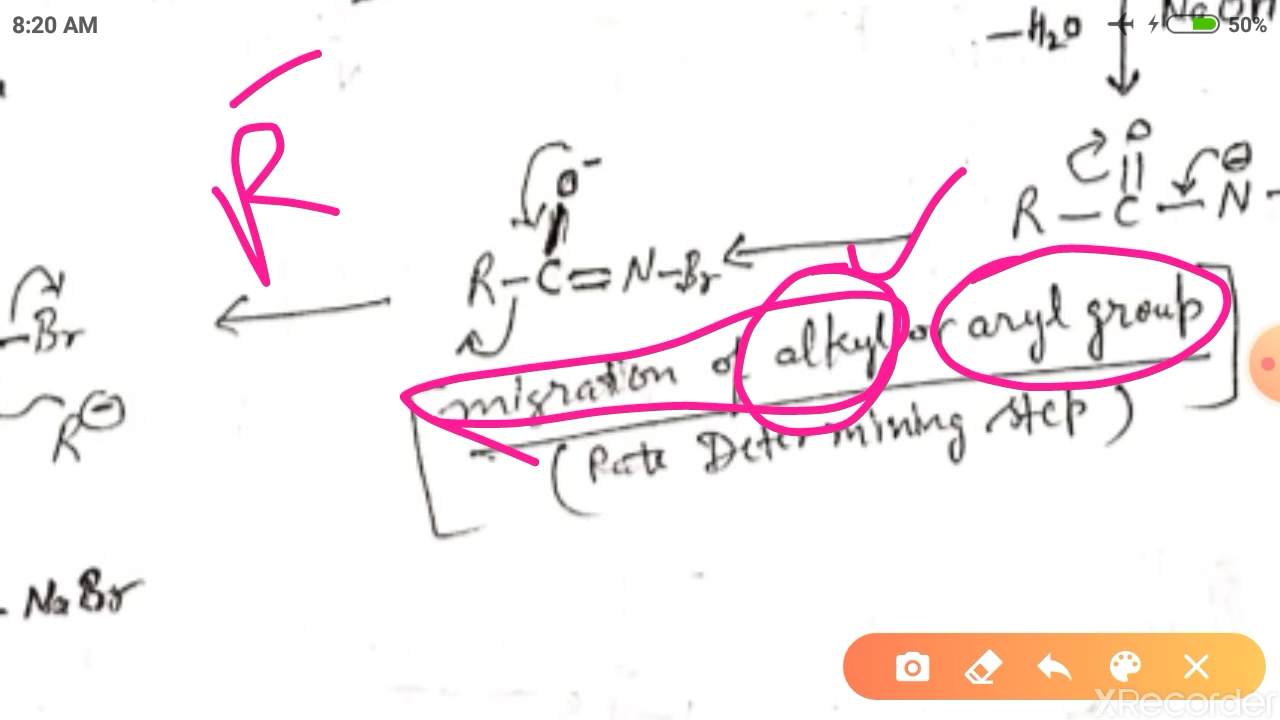 8:20 AM
50%
-H₂O
NaOH
R
O⁻
O
R-C=N-Br
R-C-N-
-Br
migration of alkyl or aryl group
R⊖
(Rate Determining step)
- NaBr
XRecorder